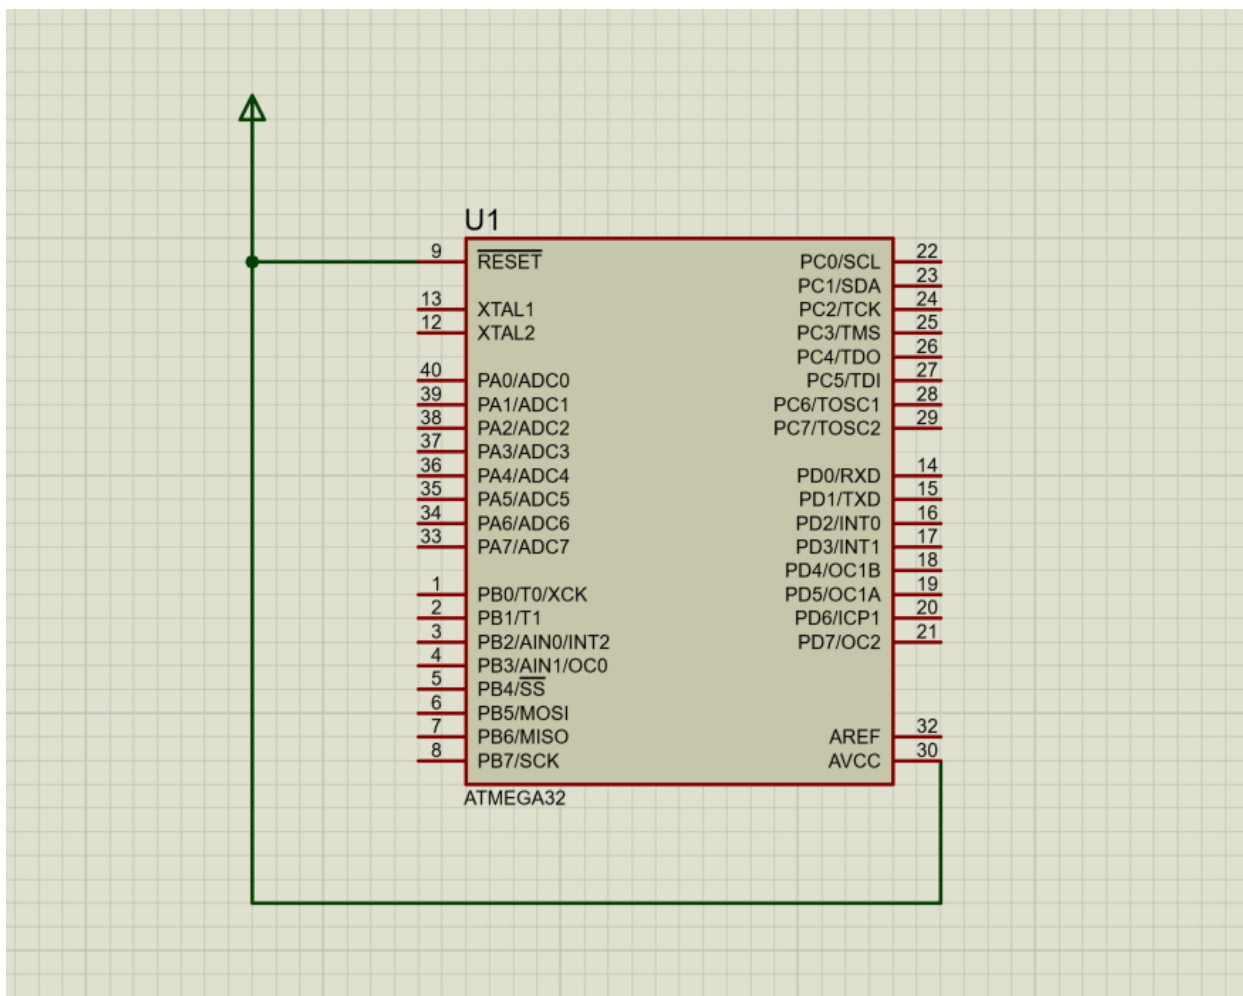 U1
9 RESET PC0/SCL 22
PC1/SDA 23
13 XTAL1 PC2/TCK 24
12 XTAL2 PC3/TMS 25
PC4/TDO 26
40 PA0/ADC0 PC5/TDI 27
39 PA1/ADC1 PC6/TOSC1 28
38 PA2/ADC2 PC7/TOSC2 29
37 PA3/ADC3
36 PA4/ADC4 PD0/RXD 14
35 PA5/ADC5 PD1/TXD 15
34 PA6/ADC6 PD2/INT0 16
33 PA7/ADC7 PD3/INT1 17
PD4/OC1B 18
1 PB0/T0/XCK PD5/OC1A 19
2 PB1/T1 PD6/ICP1 20
3 PB2/AIN0/INT2 PD7/OC2 21
4 PB3/AIN1/OC0
5 PB4/SS
6 PB5/MOSI
7 PB6/MISO AREF 32
8 PB7/SCK AVCC 30
ATMEGA32